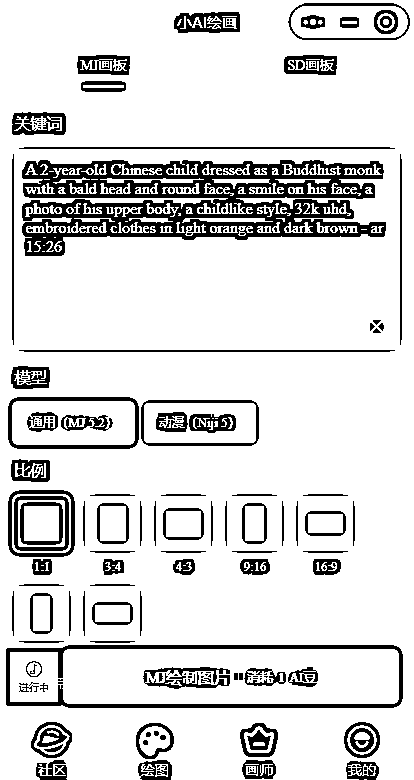 小AI绘画
MJ画板
SD画板
关键词
A 2-year-old Chinese child dressed as a Buddhist monk
with a bald head and round face, a smile on his face, a
photo of his upper body, a childlike style, 32k uhd,
embroidered clothes in light orange and dark brown - ar
15:26
模型
通用（MJ 5.2）
动漫（Niji 5）
比例
1:1
3:4
4:3
9:16
16:9
进行中
MJ绘制图片 - 消耗 1 AI豆
社区
绘图
画师
我的